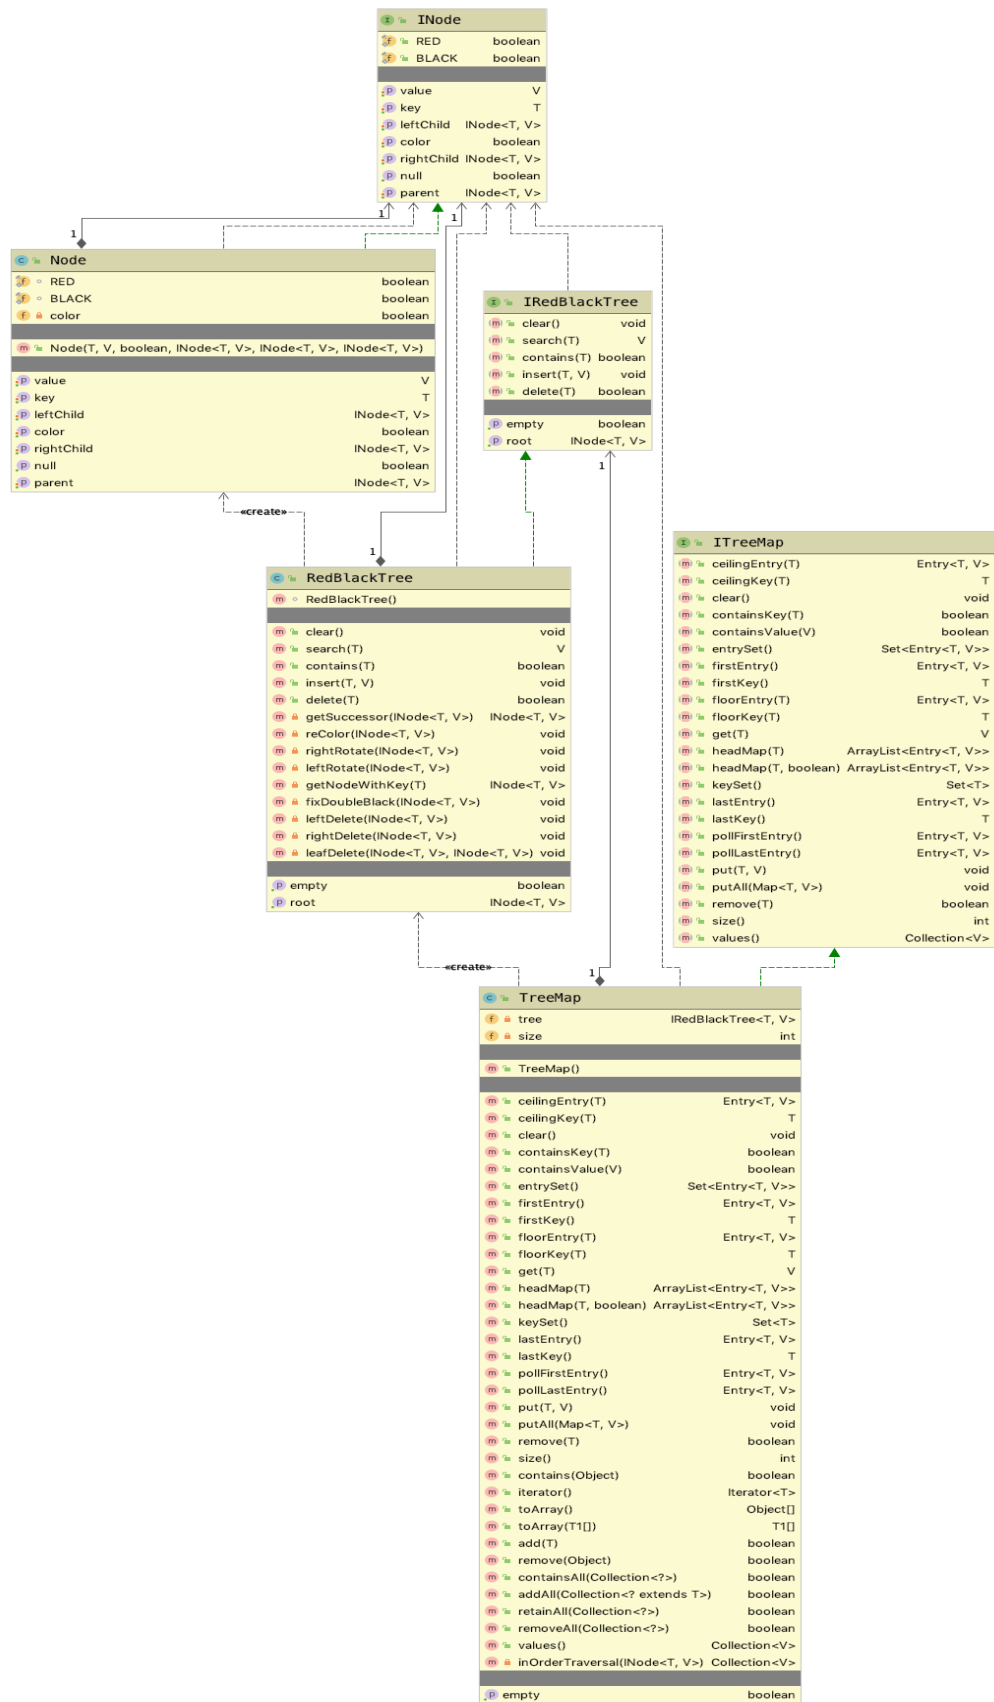 INode
RED boolean
BLACK boolean
value V
key T
leftChild INode<T, V>
color boolean
rightChild INode<T, V>
null boolean
parent INode<T, V>
1
1
1
Node
RED boolean
BLACK boolean
color boolean
Node(T, V, boolean, INode<T, V>, INode<T, V>, INode<T, V>)
value V
key T
leftChild INode<T, V>
color boolean
rightChild INode<T, V>
null boolean
parent INode<T, V>
IRedBlackTree
clear() void
search(T) V
contains(T) boolean
insert(T, V) void
delete(T) boolean
empty boolean
root INode<T, V>
1
«create»
1
RedBlackTree
RedBlackTree()
clear() void
search(T) V
contains(T) boolean
insert(T, V) void
delete(T) boolean
getSuccessor(INode<T, V>) INode<T, V>
reColor(INode<T, V>) void
rightRotate(INode<T, V>) void
leftRotate(INode<T, V>) void
getNodeWithKey(T) INode<T, V>
fixDoubleBlack(INode<T, V>) void
leftDelete(INode<T, V>) void
rightDelete(INode<T, V>) void
leafDelete(INode<T, V>, INode<T, V>) void
empty boolean
root INode<T, V>
ITreeMap
ceilingEntry(T) Entry<T, V>
ceilingKey(T) T
clear() void
containsKey(T) boolean
containsValue(V) boolean
entrySet() Set<Entry<T, V>>
firstEntry() Entry<T, V>
firstKey() T
floorEntry(T) Entry<T, V>
floorKey(T) T
get(T) V
headMap(T) ArrayList<Entry<T, V>>
headMap(T, boolean) ArrayList<Entry<T, V>>
keySet() Set<T>
lastEntry() Entry<T, V>
lastKey() T
pollFirstEntry() Entry<T, V>
pollLastEntry() Entry<T, V>
put(T, V) void
putAll(Map<T, V>) void
remove(T) boolean
size() int
values() Collection<V>
«create»
1
TreeMap
tree IRedBlackTree<T, V>
size int
TreeMap()
ceilingEntry(T) Entry<T, V>
ceilingKey(T) T
clear() void
containsKey(T) boolean
containsValue(V) boolean
entrySet() Set<Entry<T, V>>
firstEntry() Entry<T, V>
firstKey() T
floorEntry(T) Entry<T, V>
floorKey(T) T
get(T) V
headMap(T) ArrayList<Entry<T, V>>
headMap(T, boolean) ArrayList<Entry<T, V>>
keySet() Set<T>
lastEntry() Entry<T, V>
lastKey() T
pollFirstEntry() Entry<T, V>
pollLastEntry() Entry<T, V>
put(T, V) void
putAll(Map<T, V>) void
remove(T) boolean
size() int
contains(Object) boolean
iterator() Iterator<T>
toArray() Object[]
toArray(T1[]) T1[]
add(T) boolean
remove(Object) boolean
containsAll(Collection<?>) boolean
addAll(Collection<? extends T>) boolean
retainAll(Collection<?>) boolean
removeAll(Collection<?>) boolean
values() Collection<V>
inOrderTraversal(INode<T, V>) Collection<V>
empty boolean